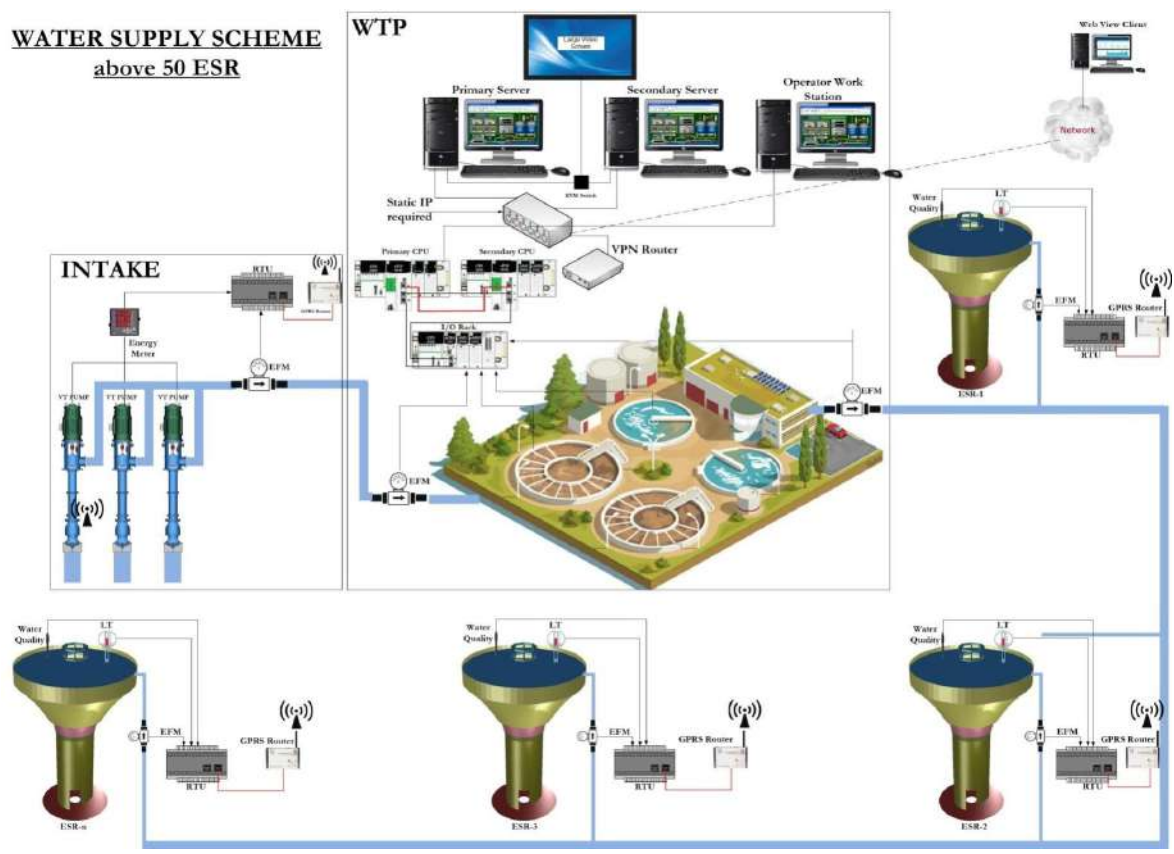 WATER SUPPLY SCHEME
above 50 ESR
WTP
Large Video
Screen
Web View Client
Primary Server
Secondary Server
Operator Work
Station
Network
KVM Switch
Static IP
required
VPN Router
Primary CPU
Secondary CPU
I/O Rack
INTAKE
RTU
GPRS Router
Energy
Meter
EFM
VT PUMP
VT PUMP
VT PUMP
EFM
EFM
Water
Quality
LT
EFM
GPRS Router
RTU
ESR-1
Water
Quality
LT
EFM
GPRS Router
RTU
ESR-n
Water
Quality
LT
EFM
GPRS Router
RTU
ESR-3
Water
Quality
LT
EFM
GPRS Router
RTU
ESR-2